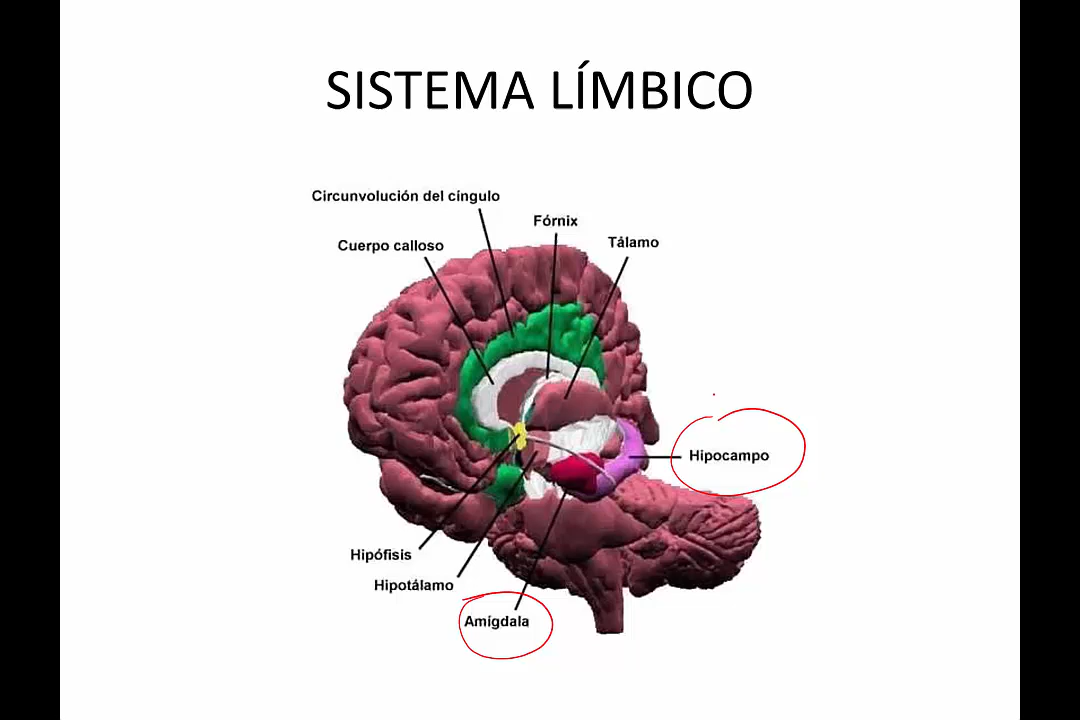 SISTEMA LÍMBICO
Circunvolución del cíngulo
Fórnix
Tálamo
Cuerpo calloso
Hipocampo
Hipófisis
Hipotálamo
Amígdala